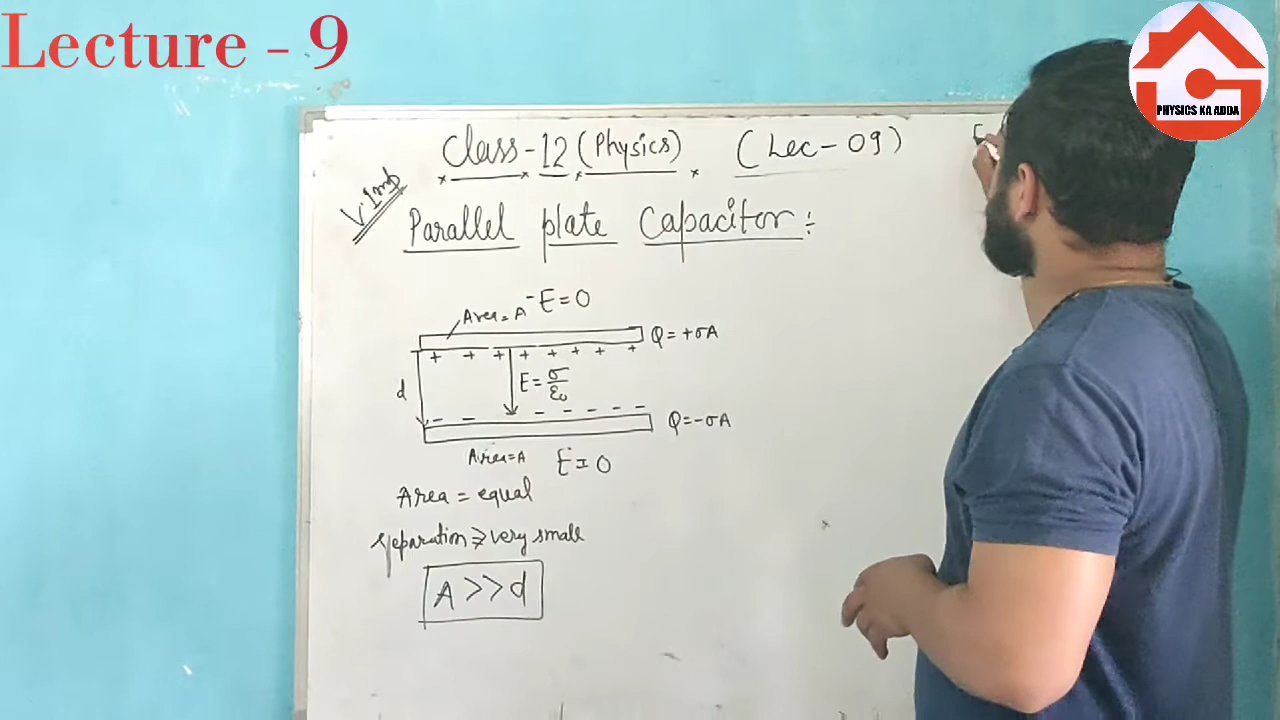 Lecture - 9
PHYSICS KA ADDA
Class-12 (Physics) (Lec-09)
V. Imp
Parallel plate Capacitor ÷
Area = A E = 0
Q = +σA
+ + + + + + + +
d
E = σ/ε₀
- - - - - - -
Q = -σA
Area = A E = 0
Area = equal
Separation ⇒ very small
A >> d